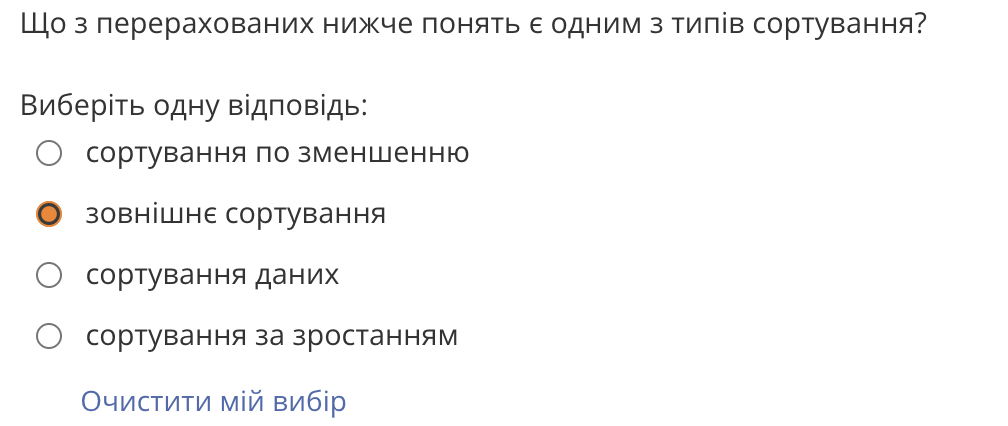 Що з перерахованих нижче понять є одним з типів сортування?
Виберіть одну відповідь:
сортування по зменшенню
зовнішнє сортування
сортування даних
сортування за зростанням
Очистити мій вибір